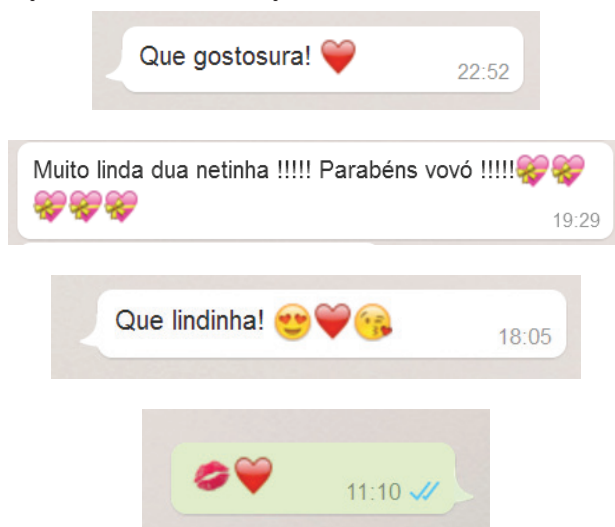 Que gostosura! ❤️
22:52
Muito linda dua netinha !!!!! Parabéns vovó !!!!!💝💝
💝💝💝
19:29
Que lindinha! 😍❤️😘
18:05
💋❤️
11:10